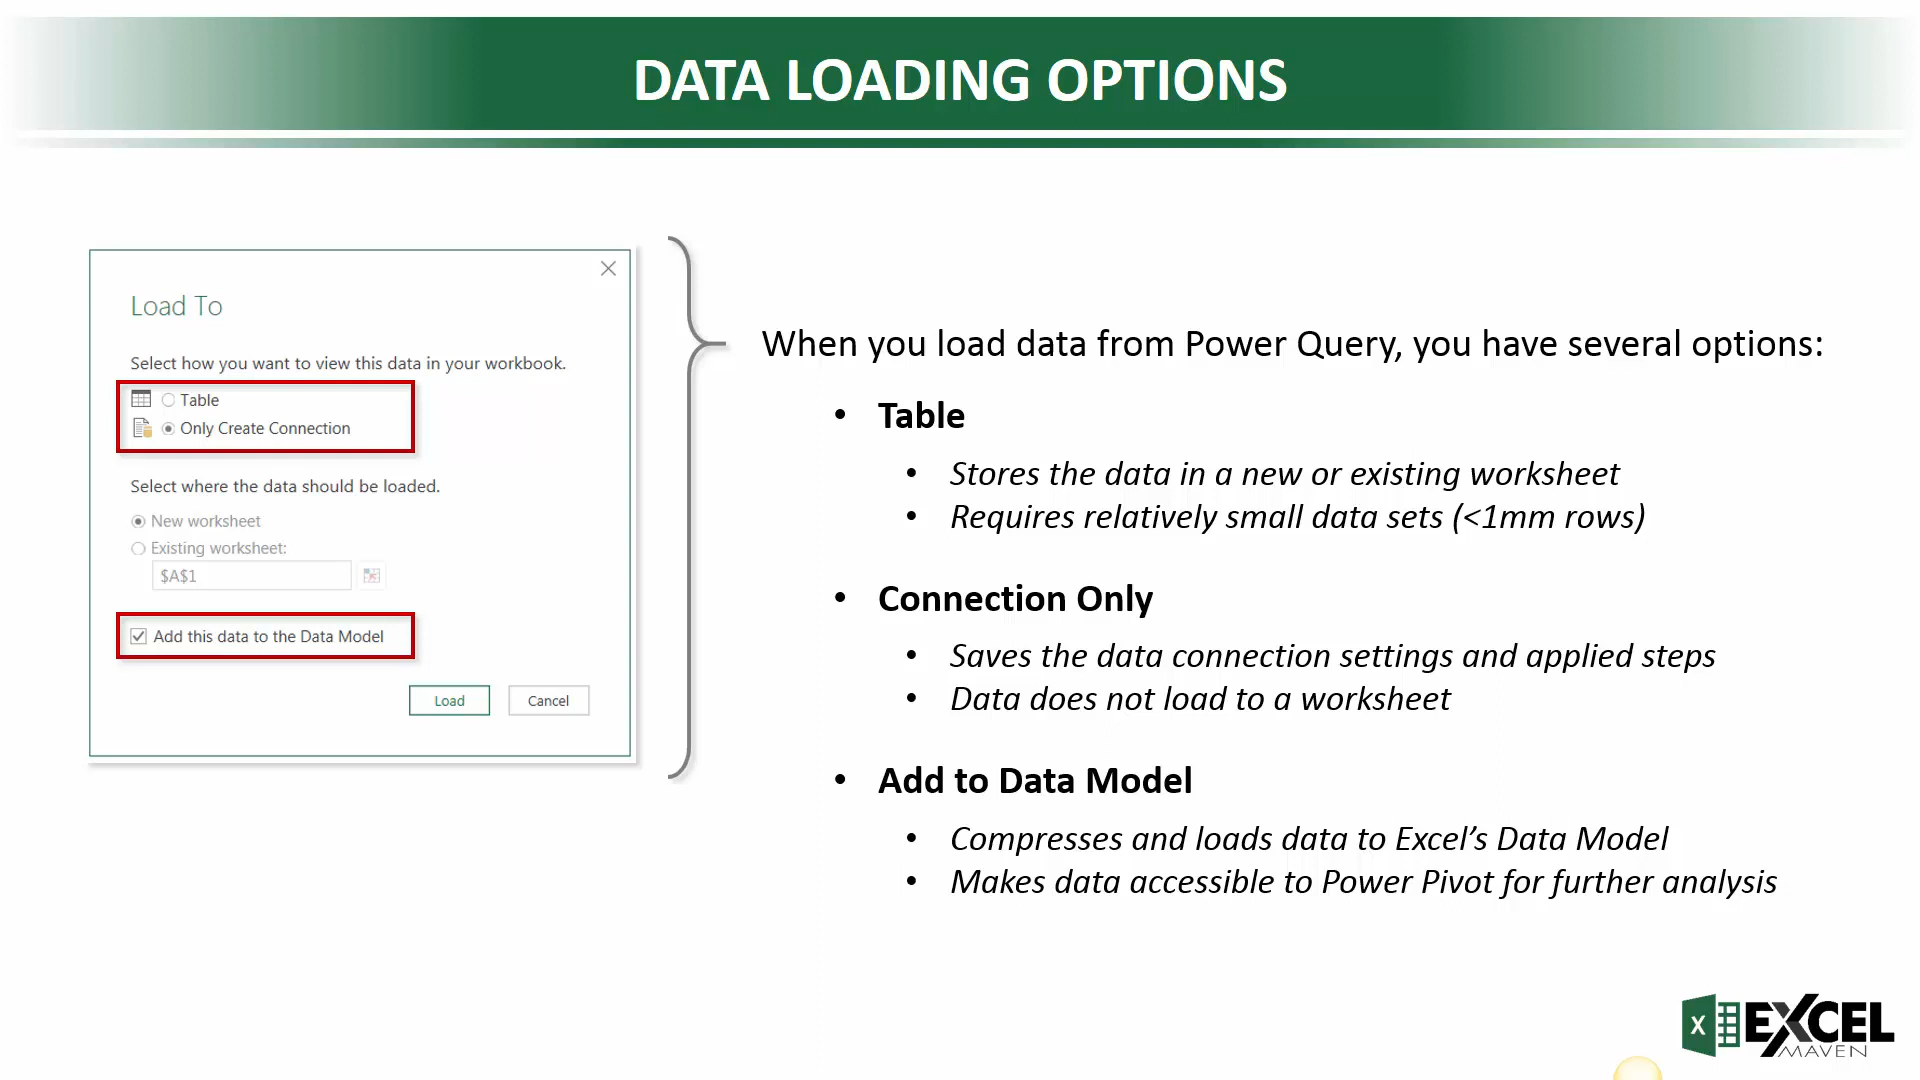 DATA LOADING OPTIONS
Load To
Select how you want to view this data in your workbook.
Table
Only Create Connection
Select where the data should be loaded.
New worksheet
Existing worksheet:
$A$1
Add this data to the Data Model
Load
Cancel
When you load data from Power Query, you have several options:
• Table
• Stores the data in a new or existing worksheet
• Requires relatively small data sets (<1mm rows)
• Connection Only
• Saves the data connection settings and applied steps
• Data does not load to a worksheet
• Add to Data Model
• Compresses and loads data to Excel’s Data Model
• Makes data accessible to Power Pivot for further analysis
X EXCEL
MAVEN